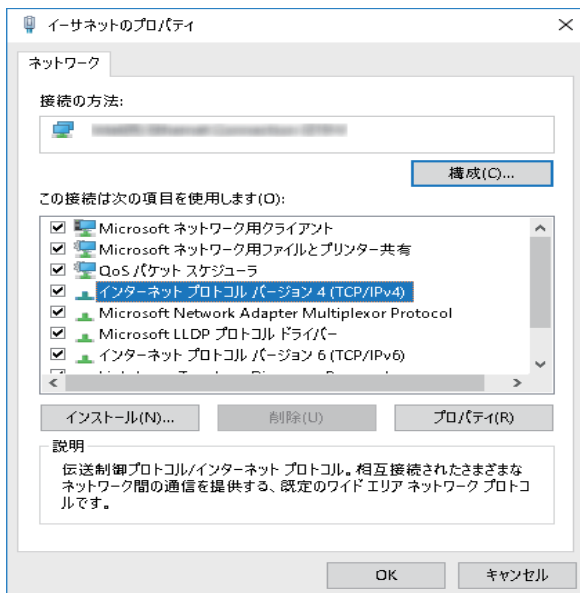 イーサネットのプロパティ
ネットワーク
接続の方法:
構成(C)...
この接続は次の項目を使用します(O):
Microsoft ネットワーク用クライアント
Microsoft ネットワーク用ファイルとプリンター共有
QoS パケット スケジューラ
インターネット プロトコル バージョン 4 (TCP/IPv4)
Microsoft Network Adapter Multiplexor Protocol
Microsoft LLDP プロトコル ドライバー
インターネット プロトコル バージョン 6 (TCP/IPv6)
インストール(N)...
削除(U)
プロパティ(R)
説明
伝送制御プロトコル/インターネット プロトコル。相互接続されたさまざまな
ネットワーク間の通信を提供する、既定のワイド エリア ネットワーク プロトコ
ルです。
OK
キャンセル